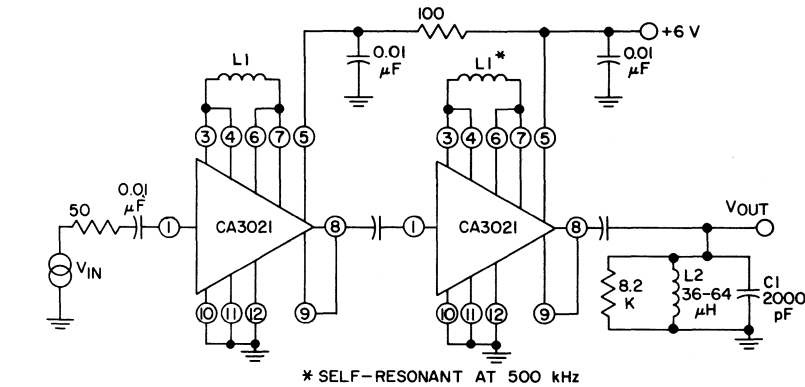 100
+6 V
0.01
μF
0.01
μF
L1
L1*
3 4 6 7 5
3 4 6 7 5
0.01
μF
50
1
CA3021
8
1
CA3021
8
VOUT
VIN
8.2
K
L2
36-64
μH
C1
2000
pF
10 11 12
9
10 11 12
9
* SELF-RESONANT AT 500 kHz